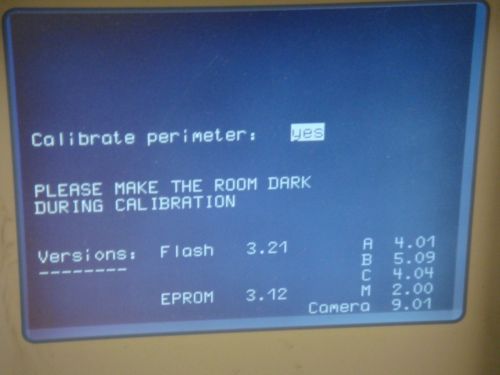 Calibrate perimeter: yes
PLEASE MAKE THE ROOM DARK
DURING CALIBRATION
Versions: Flash 3.21 A 4.01
B 5.09
-------- C 4.04
EPROM 3.12 M 2.00
Camera 9.01